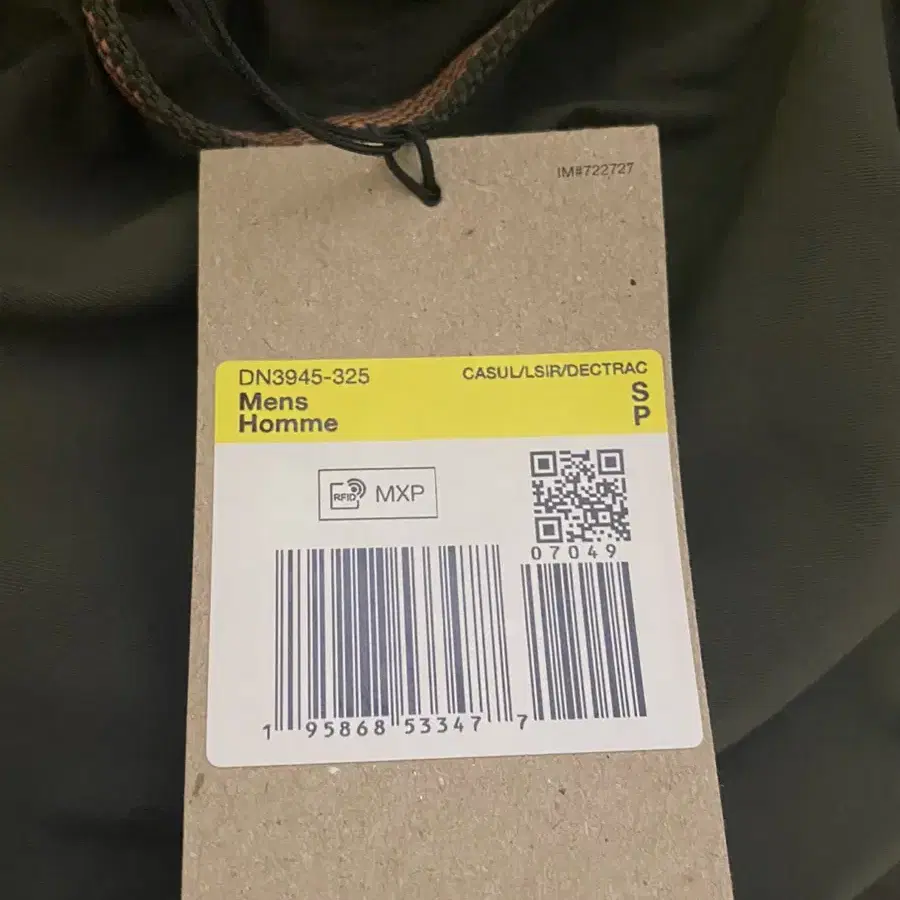 IM#722727
DN3945-325 CASUL/LSIR/DECTRAC
Mens S
Homme P
RFID MXP
07049
1 95868 53347 7